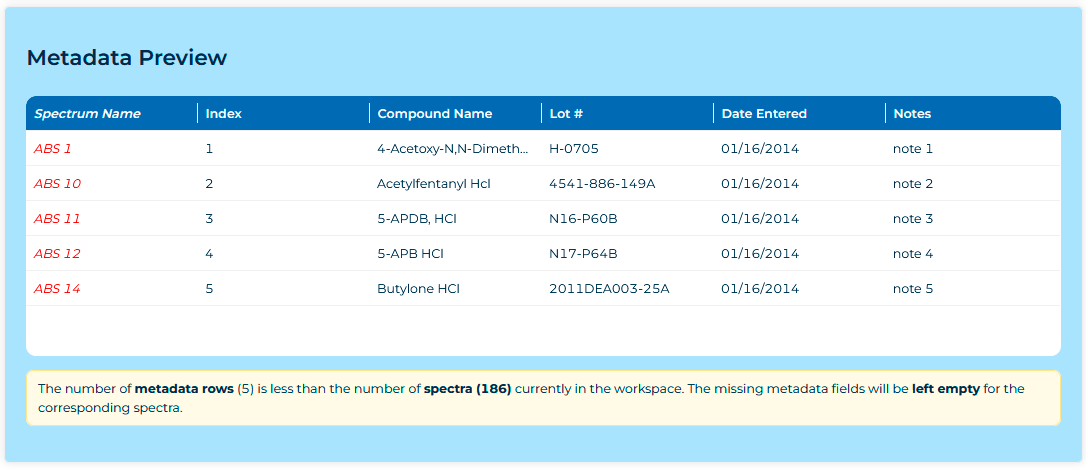 Metadata Preview
Spectrum Name Index Compound Name Lot # Date Entered Notes
ABS 1 1 4-Acetoxy-N,N-Dimeth... H-0705 01/16/2014 note 1
ABS 10 2 Acetylfentanyl Hcl 4541-886-149A 01/16/2014 note 2
ABS 11 3 5-APDB, HCl N16-P60B 01/16/2014 note 3
ABS 12 4 5-APB HCl N17-P64B 01/16/2014 note 4
ABS 14 5 Butylone HCl 2011DEA003-25A 01/16/2014 note 5
The number of metadata rows (5) is less than the number of spectra (186) currently in the workspace. The missing metadata fields will be left empty for the
corresponding spectra.